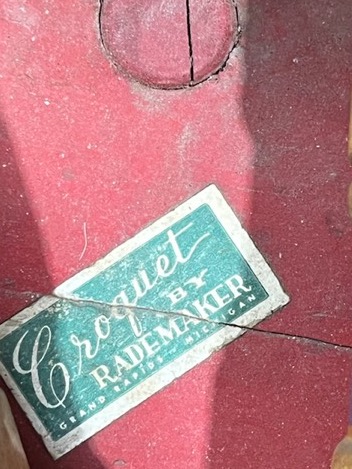 Croquet
BY
RADEMAKER
GRAND RAPIDS - MICHIGAN